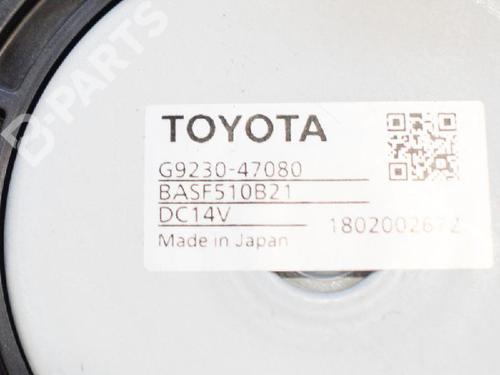 B-PARTS
TOYOTA
G9230-47080
BASF510B21
DC14V
Made in Japan
1802002672